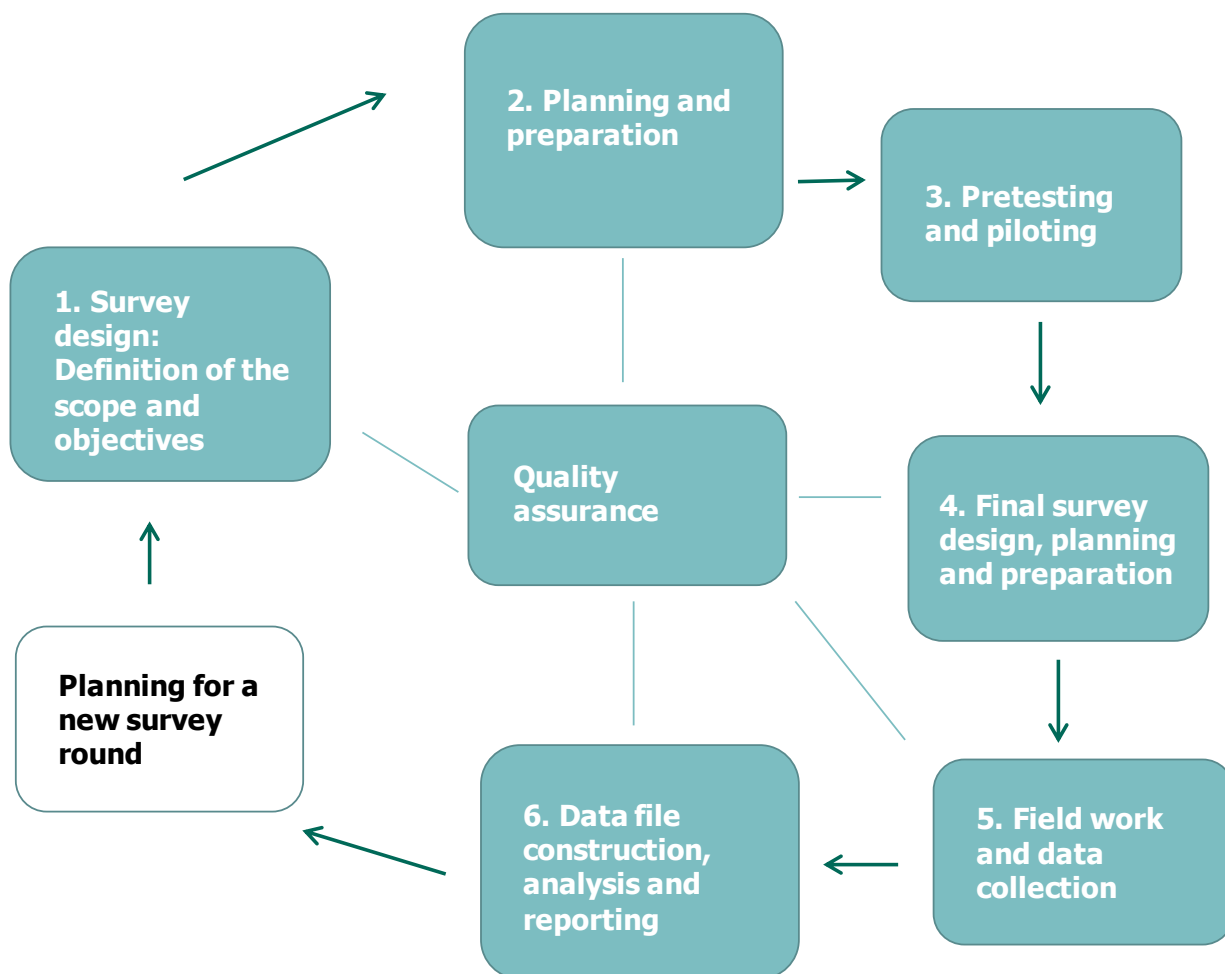 2. Planning and
preparation
3. Pretesting
and piloting
1. Survey
design:
Definition of the
scope and
objectives
Quality
assurance
4. Final survey
design, planning
and preparation
Planning for a
new survey
round
6. Data file
construction,
analysis and
reporting
5. Field work
and data
collection